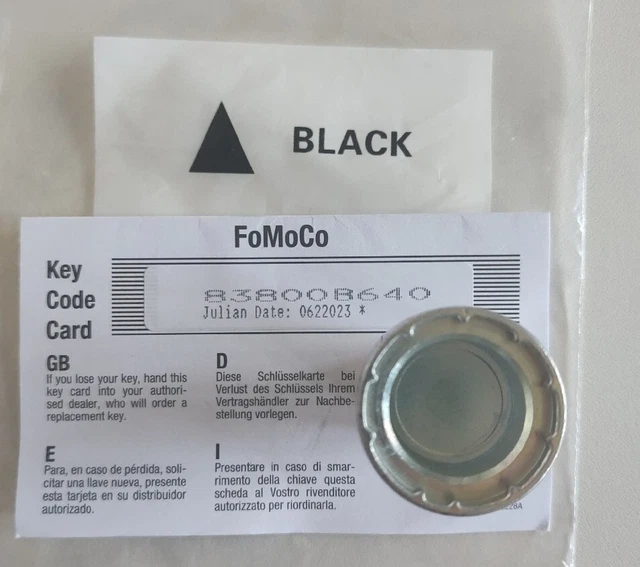 BLACK
FoMoCo
Key
Code
Card
838008640
Julian Date: 0622023 *
GB
If you lose your key, hand this
key card into your authori-
sed dealer, who will order a
replacement key.
D
Diese Schlüsselkarte bei
Verlust des Schlüssels Ihrem
Vertragshändler zur Nachbe-
stellung vorlegen.
E
Para, en caso de pérdida, soli-
citar una llave nueva, presente
esta tarjeta en su distribuidor
autorizado.
I
Presentare in caso di smar-
rimento della chiave questa
scheda al Vostro rivenditore
autorizzato per riordinarla.